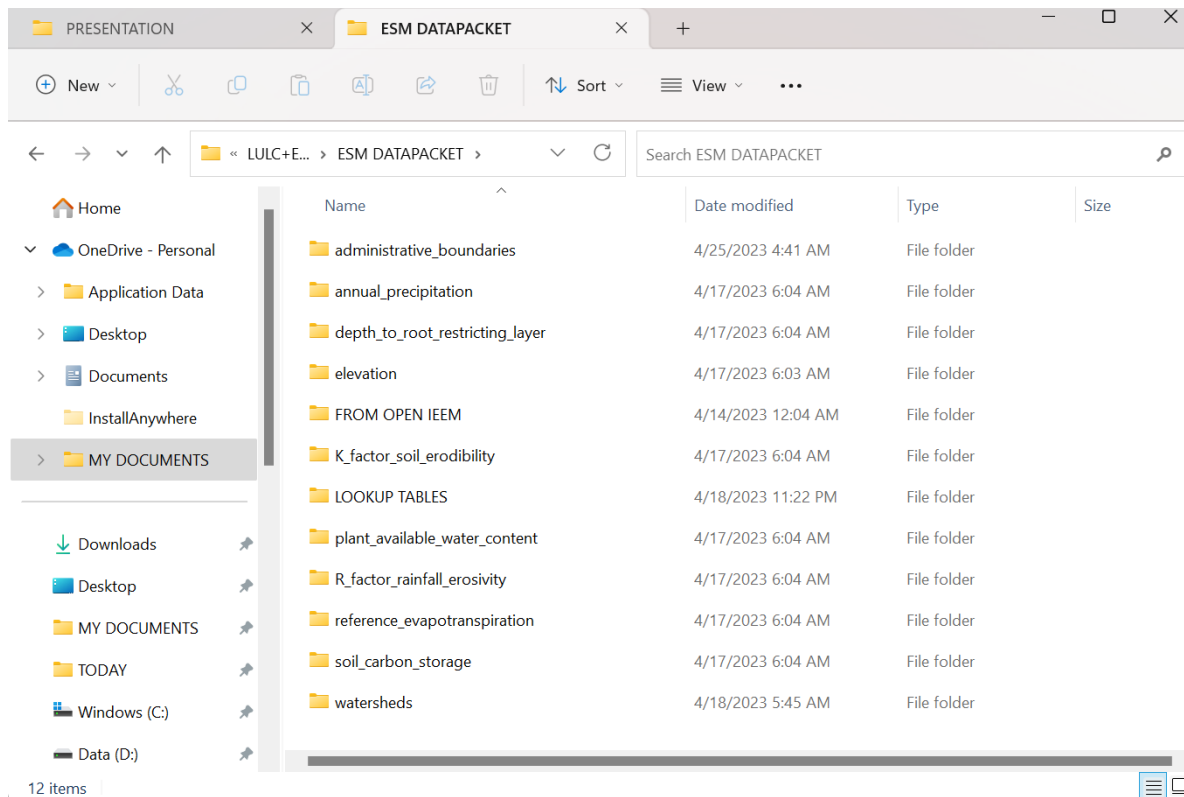 PRESENTATION
ESM DATAPACKET
New
Sort
View
« LULC+E... › ESM DATAPACKET ›
Search ESM DATAPACKET
Home
OneDrive - Personal
Application Data
Desktop
Documents
InstallAnywhere
MY DOCUMENTS
Downloads
Desktop
MY DOCUMENTS
TODAY
Windows (C:)
Data (D:)
Name Date modified Type Size
administrative_boundaries 4/25/2023 4:41 AM File folder
annual_precipitation 4/17/2023 6:04 AM File folder
depth_to_root_restricting_layer 4/17/2023 6:04 AM File folder
elevation 4/17/2023 6:03 AM File folder
FROM OPEN IEEM 4/14/2023 12:04 AM File folder
K_factor_soil_erodibility 4/17/2023 6:04 AM File folder
LOOKUP TABLES 4/18/2023 11:22 PM File folder
plant_available_water_content 4/17/2023 6:04 AM File folder
R_factor_rainfall_erosivity 4/17/2023 6:04 AM File folder
reference_evapotranspiration 4/17/2023 6:04 AM File folder
soil_carbon_storage 4/17/2023 6:04 AM File folder
watersheds 4/18/2023 5:45 AM File folder
12 items